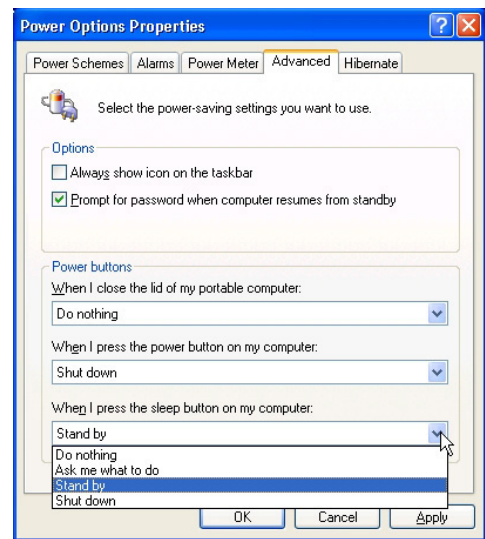 Power Options Properties
Power Schemes Alarms Power Meter Advanced Hibernate
Select the power-saving settings you want to use.
Options
Always show icon on the taskbar
Prompt for password when computer resumes from standby
Power buttons
When I close the lid of my portable computer:
Do nothing
When I press the power button on my computer:
Shut down
When I press the sleep button on my computer:
Stand by
Do nothing
Ask me what to do
Stand by
Shut down
OK Cancel Apply